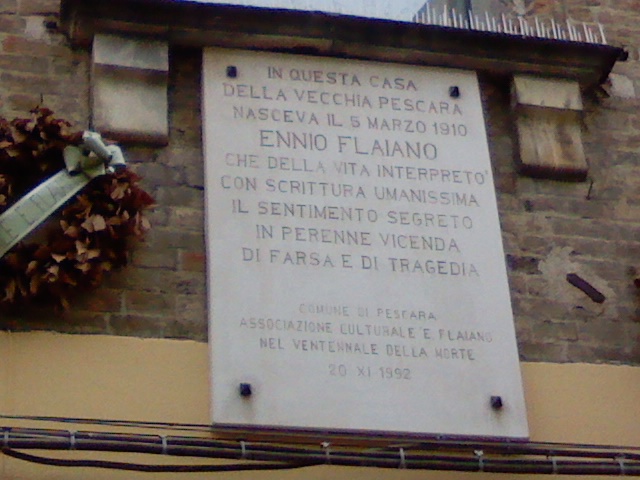 IN QUESTA CASA
DELLA VECCHIA PESCARA
NASCEVA IL 5 MARZO 1910
ENNIO FLAIANO
CHE DELLA VITA INTERPRETO'
CON SCRITTURA UMANISSIMA
IL SENTIMENTO SEGRETO
IN PERENNE VICENDA
DI FARSA E DI TRAGEDIA
COMUNE DI PESCARA
ASSOCIAZIONE CULTURALE E. FLAIANO
NEL VENTENNALE DELLA MORTE
20 XI 1992